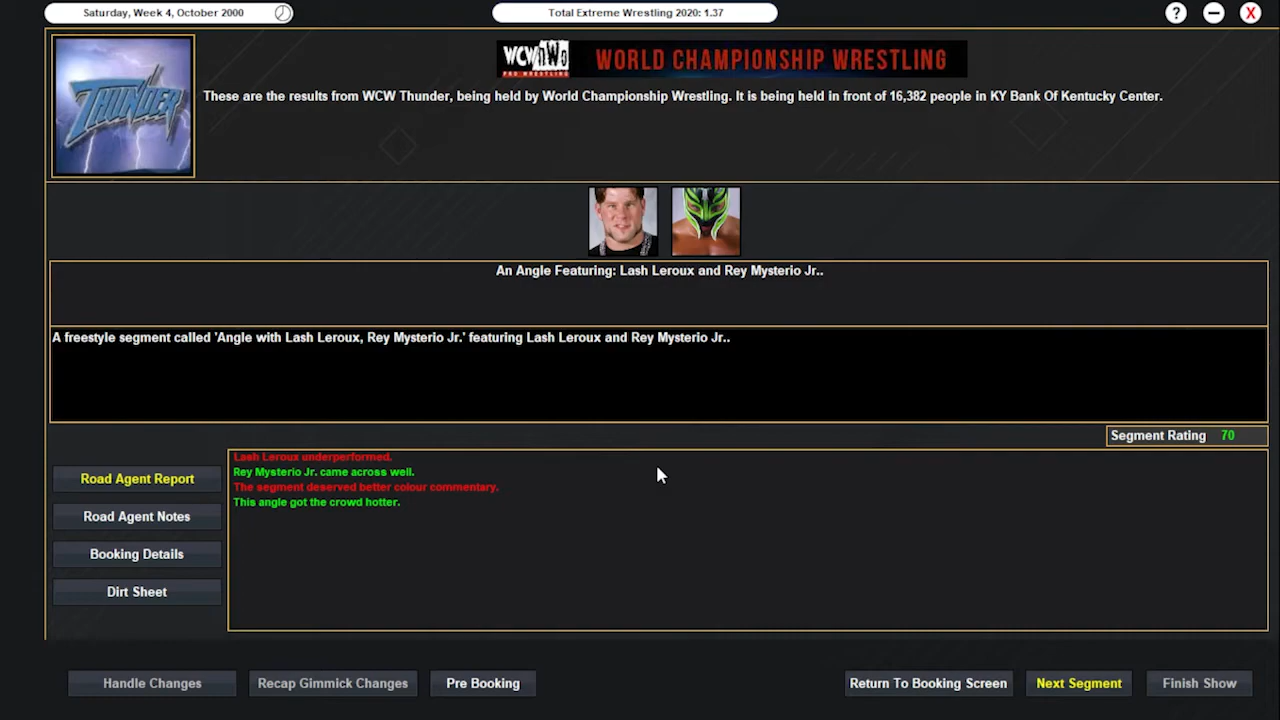 Saturday, Week 4, October 2000
Total Extreme Wrestling 2020: 1.37
?
X
THUNDER
WCW nWo
PRO WRESTLING
WORLD CHAMPIONSHIP WRESTLING
These are the results from WCW Thunder, being held by World Championship Wrestling. It is being held in front of 16,382 people in KY Bank Of Kentucky Center.
An Angle Featuring: Lash Leroux and Rey Mysterio Jr..
A freestyle segment called 'Angle with Lash Leroux, Rey Mysterio Jr.' featuring Lash Leroux and Rey Mysterio Jr..
Segment Rating 70
Road Agent Report
Road Agent Notes
Booking Details
Dirt Sheet
Lash Leroux underperformed.
Rey Mysterio Jr. came across well.
The segment deserved better colour commentary.
This angle got the crowd hotter.
Handle Changes
Recap Gimmick Changes
Pre Booking
Return To Booking Screen
Next Segment
Finish Show